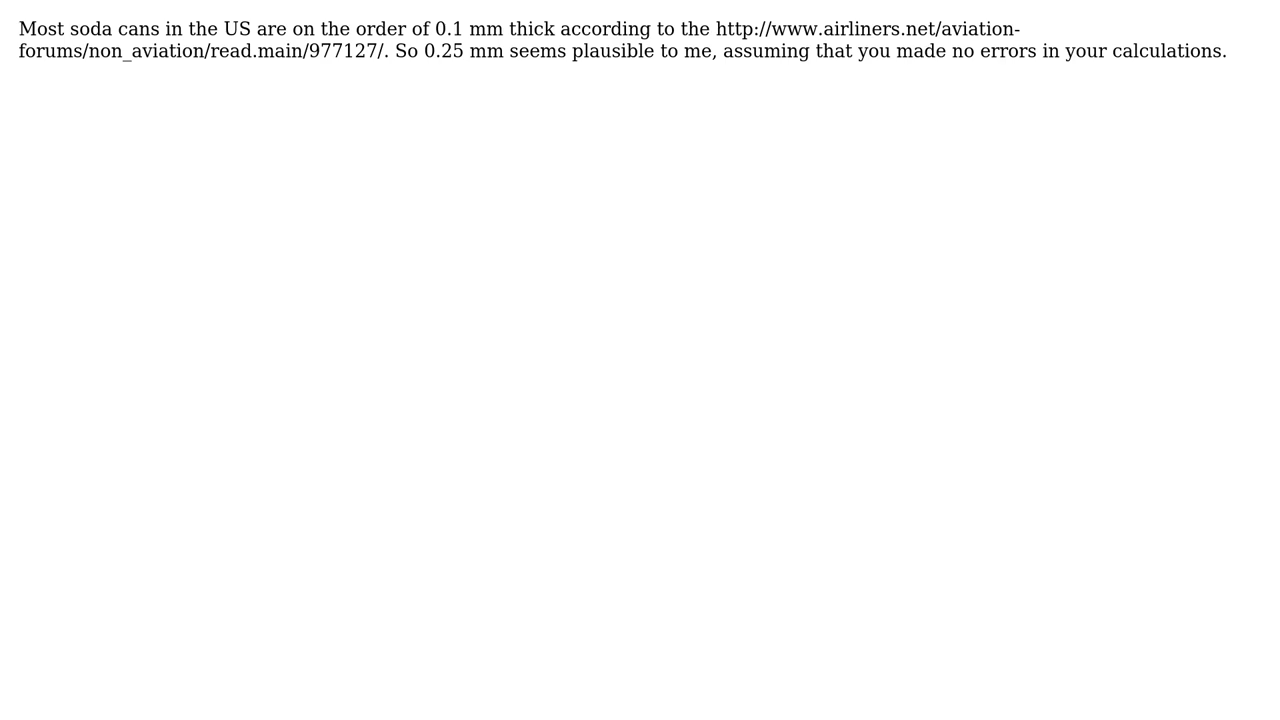 Most soda cans in the US are on the order of 0.1 mm thick according to the http://www.airliners.net/aviation-
forums/non_aviation/read.main/977127/. So 0.25 mm seems plausible to me, assuming that you made no errors in your calculations.